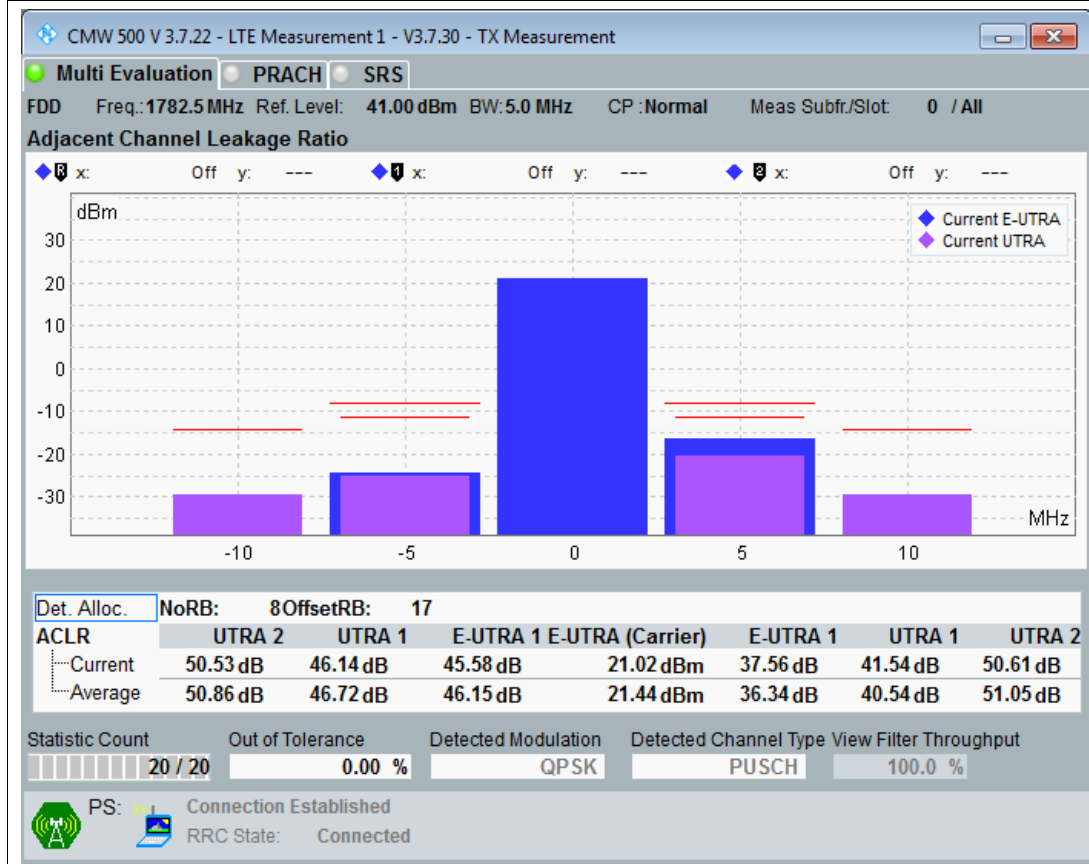 CMW 500 V 3.7.22 - LTE Measurement 1 - V3.7.30 - TX Measurement
Multi Evaluation PRACH SRS
FDD Freq.: 1782.5 MHz Ref. Level: 41.00 dBm BW: 5.0 MHz CP : Normal Meas Subfr./Slot: 0 / All
Adjacent Channel Leakage Ratio
R x: Off y: --- 1 x: Off y: --- 2 x: Off y: ---
dBm
Current E-UTRA
Current UTRA
30
20
10
0
-10
-20
-30
MHz
-10 -5 0 5 10
Det. Alloc. NoRB: 8 OffsetRB: 17
ACLR UTRA 2 UTRA 1 E-UTRA 1 E-UTRA (Carrier) E-UTRA 1 UTRA 1 UTRA 2
Current 50.53 dB 46.14 dB 45.58 dB 21.02 dBm 37.56 dB 41.54 dB 50.61 dB
Average 50.86 dB 46.72 dB 46.15 dB 21.44 dBm 36.34 dB 40.54 dB 51.05 dB
Statistic Count Out of Tolerance Detected Modulation Detected Channel Type View Filter Throughput
20 / 20 0.00 % QPSK PUSCH 100.0 %
PS: Connection Established
RRC State: Connected